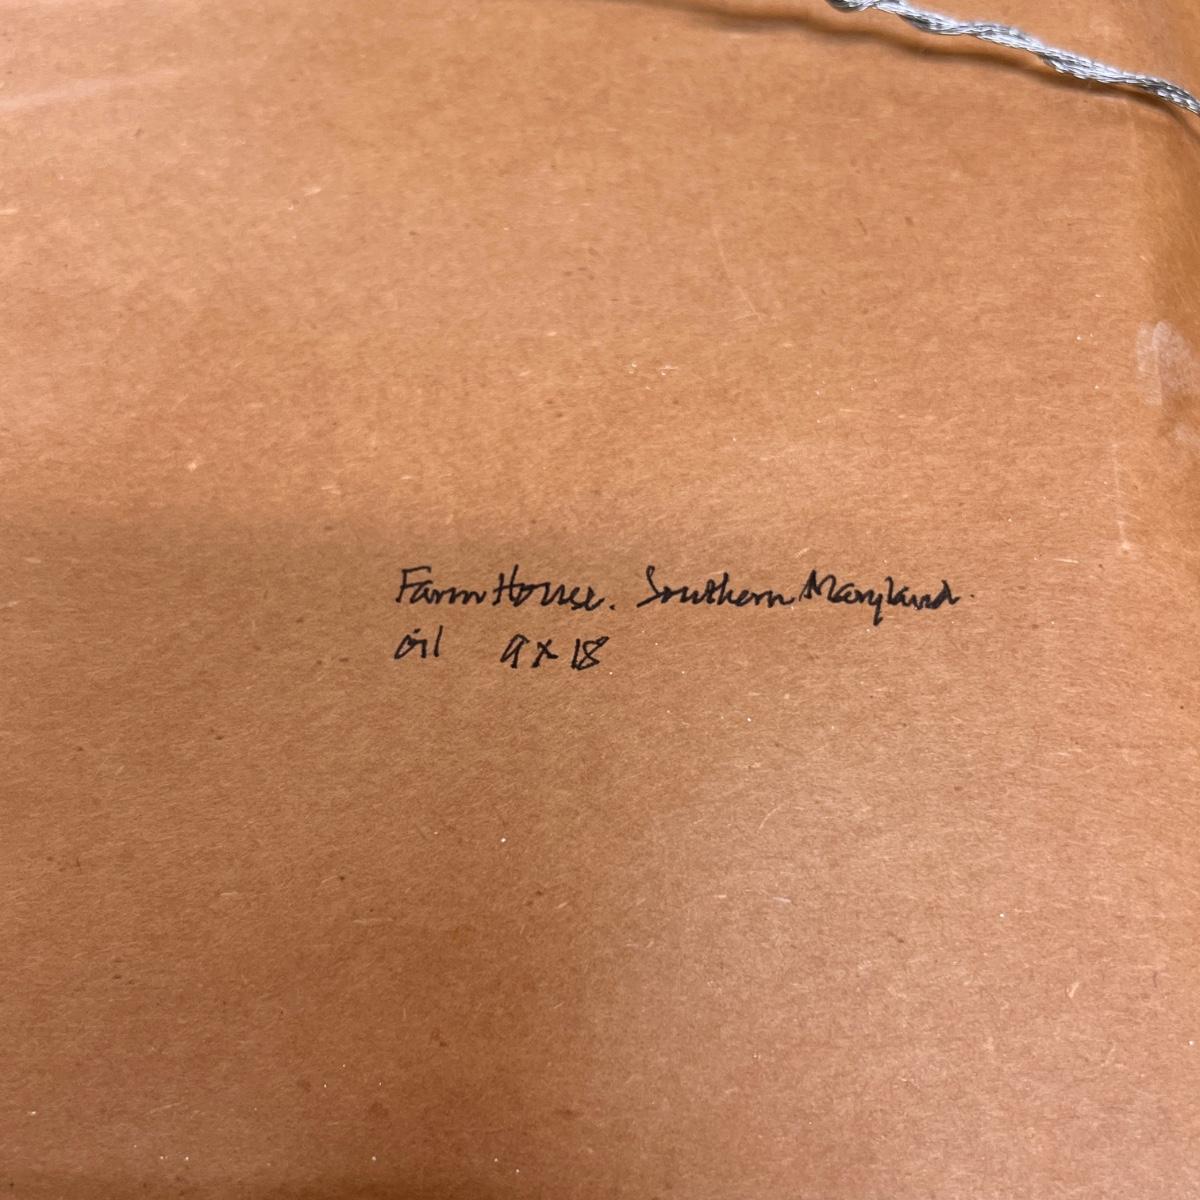 Farm House. Southern Maryland.
oil 9x18